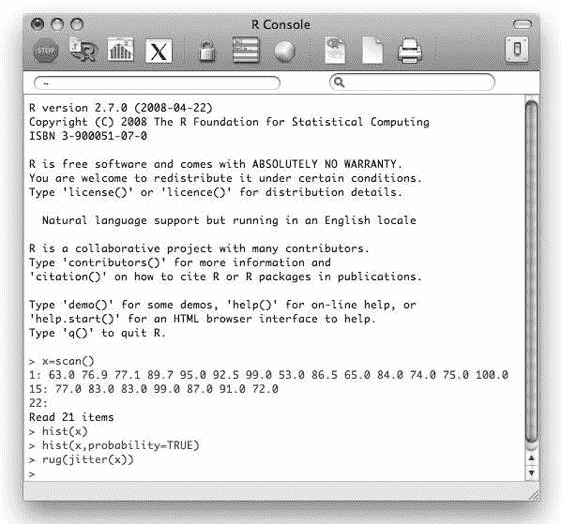 R Console
STOP
R
X
R version 2.7.0 (2008-04-22)
Copyright (C) 2008 The R Foundation for Statistical Computing
ISBN 3-900051-07-0
R is free software and comes with ABSOLUTELY NO WARRANTY.
You are welcome to redistribute it under certain conditions.
Type 'license()' or 'licence()' for distribution details.
Natural language support but running in an English locale
R is a collaborative project with many contributors.
Type 'contributors()' for more information and
'citation()' on how to cite R or R packages in publications.
Type 'demo()' for some demos, 'help()' for on-line help, or
'help.start()' for an HTML browser interface to help.
Type 'q()' to quit R.
> x=scan()
1: 63.0 76.9 77.1 89.7 95.0 92.5 99.0 53.0 86.5 65.0 84.0 74.0 75.0 100.0
15: 77.0 83.0 83.0 99.0 87.0 91.0 72.0
22:
Read 21 items
> hist(x)
> hist(x,probability=TRUE)
> rug(jitter(x))
>